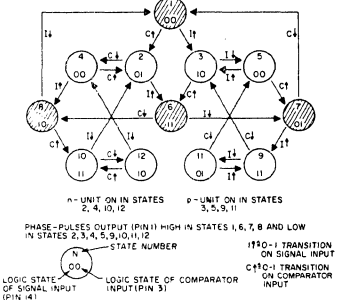 1
00
I↓
C↑
I↑
C↓
4
00
C↓
C↑
2
01
3
10
I↓
I↑
5
00
I↑
C↓
I↑
C↑
I↓
C↑
8
10
6
11
I↓
7
01
C↑
I↓
I↓
C↓
C↓
I↑
10
11
C↓
C↑
12
10
11
01
I↓
I↑
9
11
n-UNIT ON IN STATES
2, 4, 10, 12
p-UNIT ON IN STATES
3, 5, 9, 11
PHASE-PULSES OUTPUT (PIN 1) HIGH IN STATES 1, 6, 7, 8 AND LOW
IN STATES 2, 3, 4, 5, 9, 10, 11, 12
STATE NUMBER
N
00
LOGIC STATE
OF SIGNAL INPUT
(PIN 14)
LOGIC STATE OF COMPARATOR
INPUT (PIN 3)
I↑≙0-1 TRANSITION
ON SIGNAL INPUT
C↑≙0-1 TRANSITION
ON COMPARATOR
INPUT